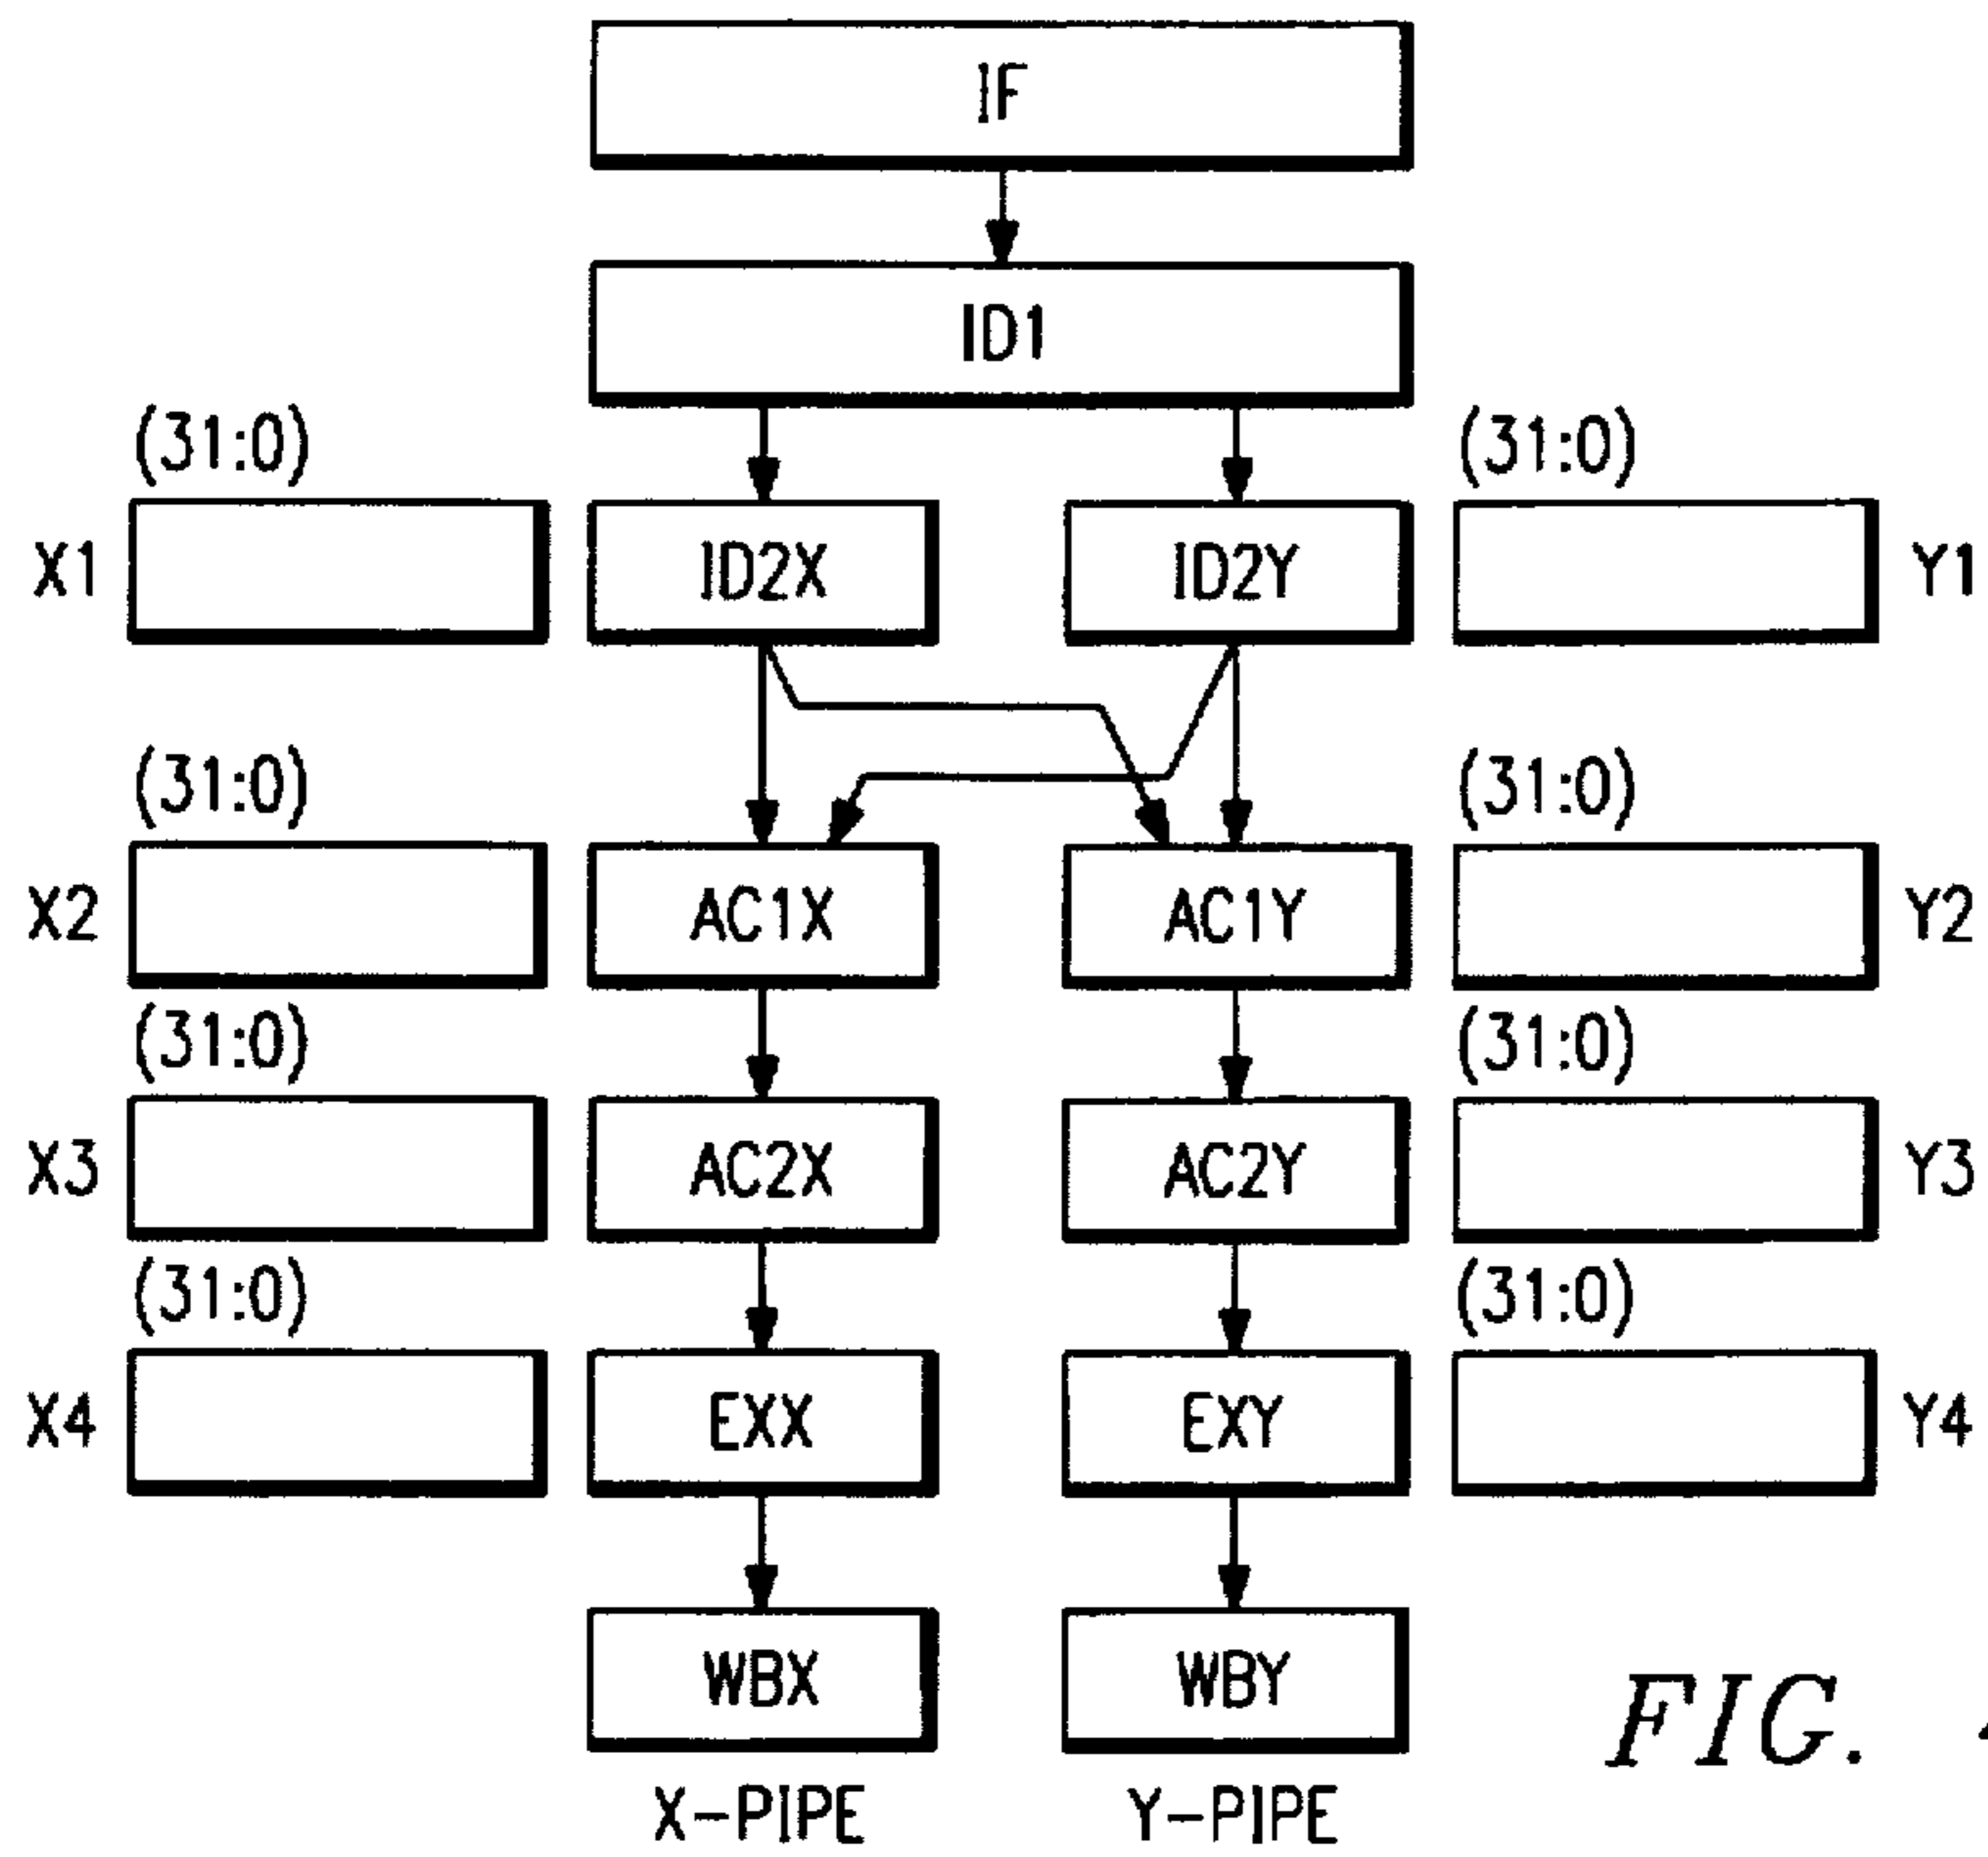 IF
ID1
(31:0) (31:0)
X1 ID2X ID2Y Y1
(31:0) (31:0)
X2 AC1X AC1Y Y2
(31:0) (31:0)
X3 AC2X AC2Y Y3
(31:0) (31:0)
X4 EXX EXY Y4
WBX WBY
FIG.
X-PIPE Y-PIPE